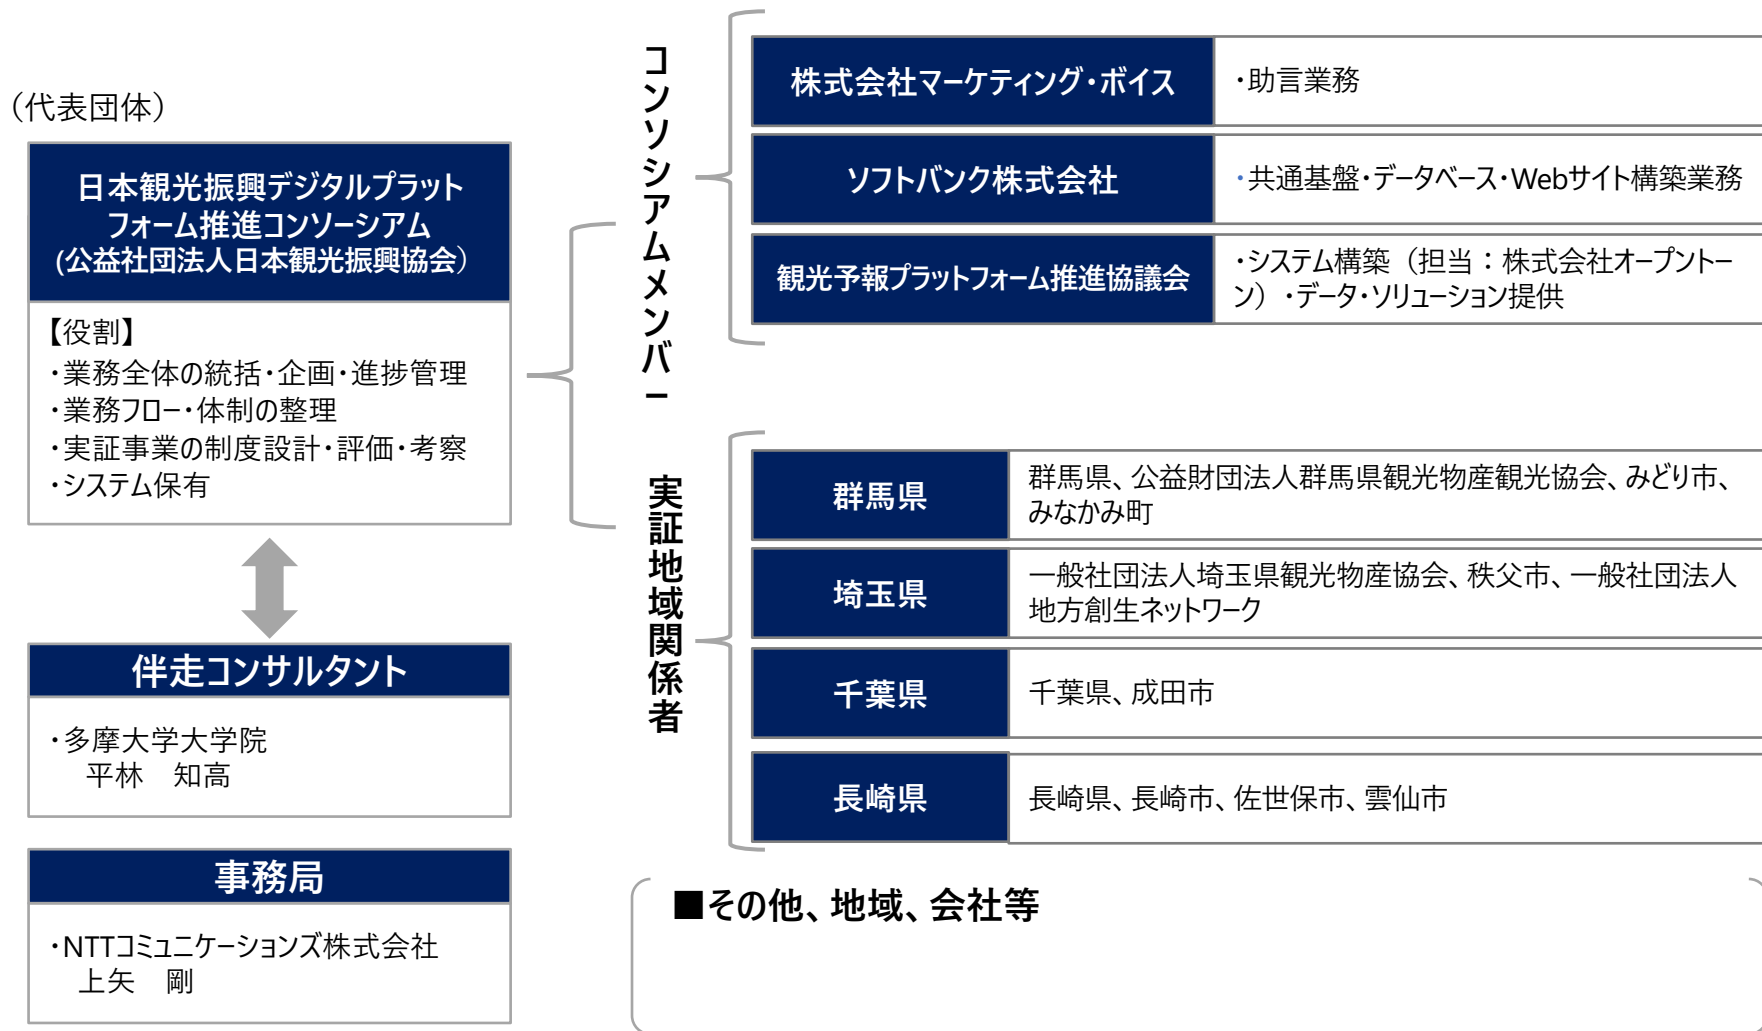 （代表団体）
日本観光振興デジタルプラット
フォーム推進コンソーシアム
(公益社団法人日本観光振興協会）
【役割】
・業務全体の統括・企画・進捗管理
・業務フロー・体制の整理
・実証事業の制度設計・評価・考察
・システム保有
伴走コンサルタント
・多摩大学大学院
平林　知高
事務局
・NTTコミュニケーションズ株式会社
上矢　剛
コンソシアムメンバー
株式会社マーケティング・ボイス
・助言業務
ソフトバンク株式会社
・共通基盤・データベース・Webサイト構築業務
観光予報プラットフォーム推進協議会
・システム構築（担当：株式会社オープントー
ン）・データ・ソリューション提供
実証地域関係者
群馬県
群馬県、公益財団法人群馬県観光物産観光協会、みどり市、
みなかみ町
埼玉県
一般社団法人埼玉県観光物産協会、秩父市、一般社団法人
地方創生ネットワーク
千葉県
千葉県、成田市
長崎県
長崎県、長崎市、佐世保市、雲仙市
■その他、地域、会社等